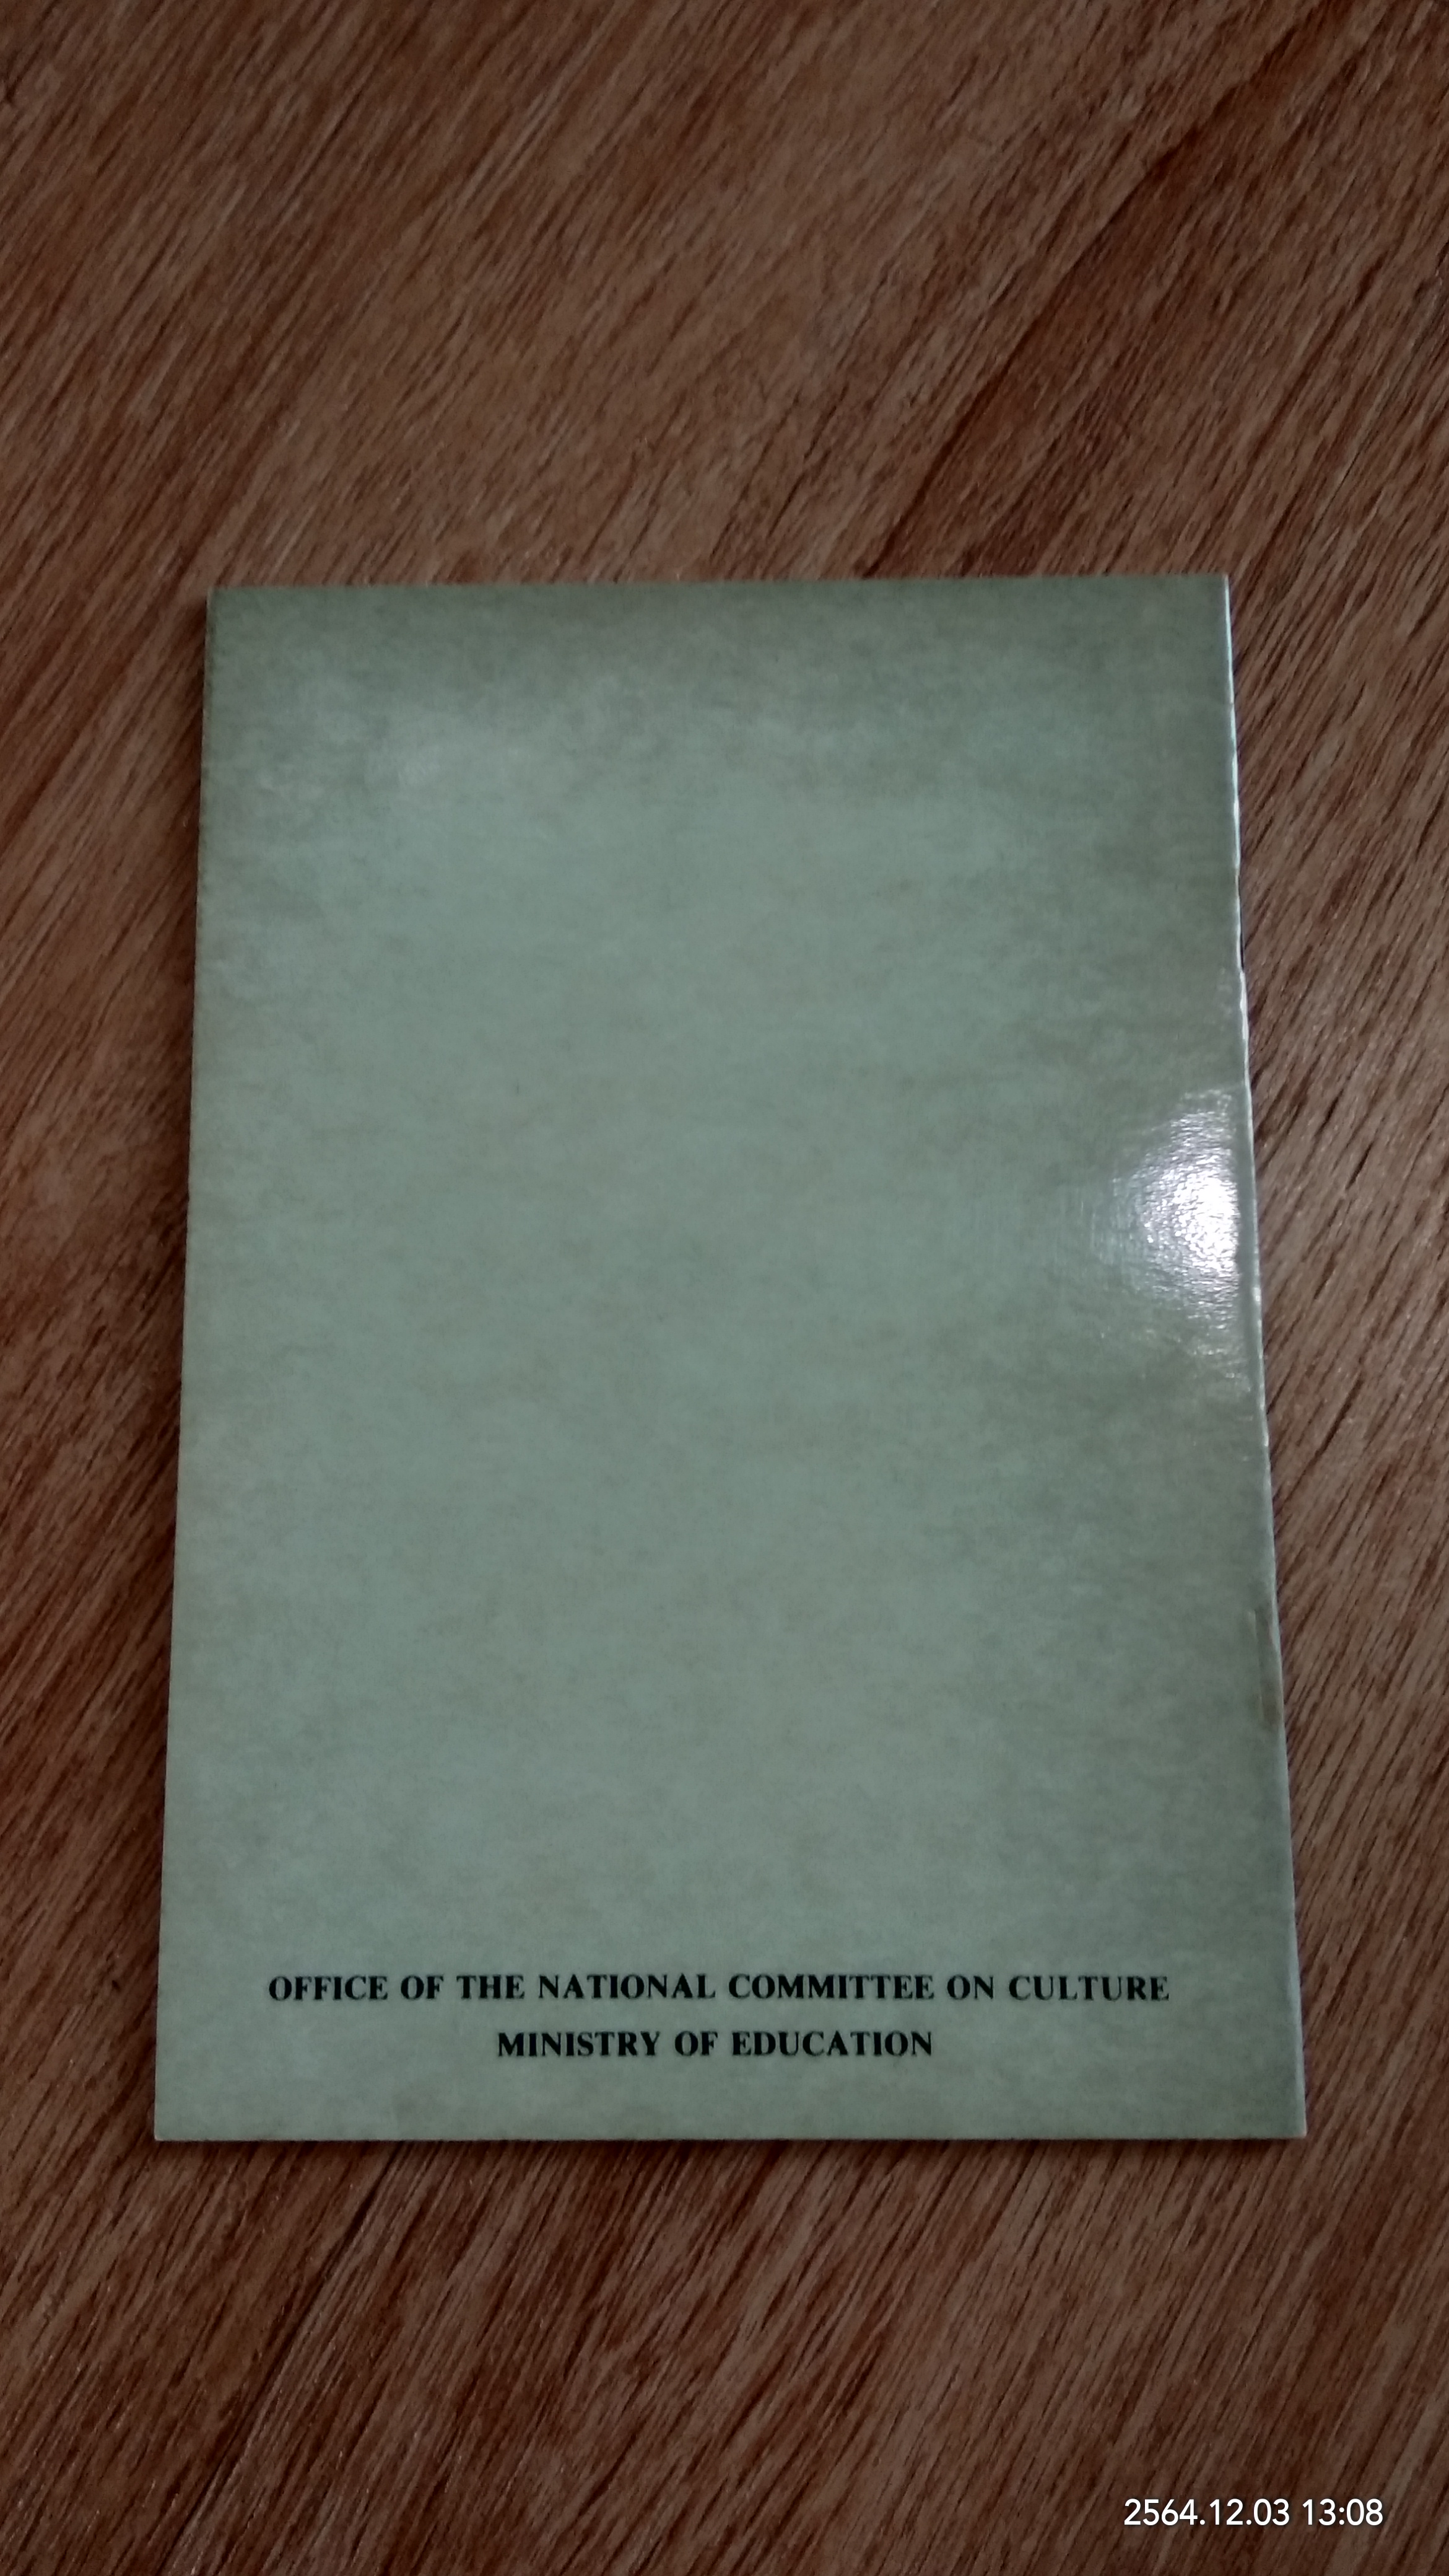 OFFICE OF THE NATIONAL COMMITTEE ON CULTURE
MINISTRY OF EDUCATION
2564.12.03 13:08